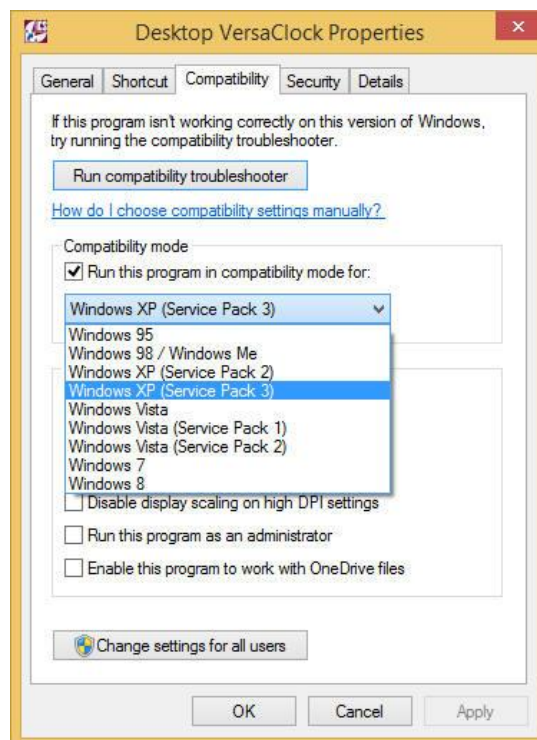 Desktop VersaClock Properties
General Shortcut Compatibility Security Details
If this program isn't working correctly on this version of Windows,
try running the compatibility troubleshooter.
Run compatibility troubleshooter
How do I choose compatibility settings manually?
Compatibility mode
Run this program in compatibility mode for:
Windows XP (Service Pack 3)
Windows 95
Windows 98 / Windows Me
Windows XP (Service Pack 2)
Windows XP (Service Pack 3)
Windows Vista
Windows Vista (Service Pack 1)
Windows Vista (Service Pack 2)
Windows 7
Windows 8
Disable display scaling on high DPI settings
Run this program as an administrator
Enable this program to work with OneDrive files
Change settings for all users
OK Cancel Apply